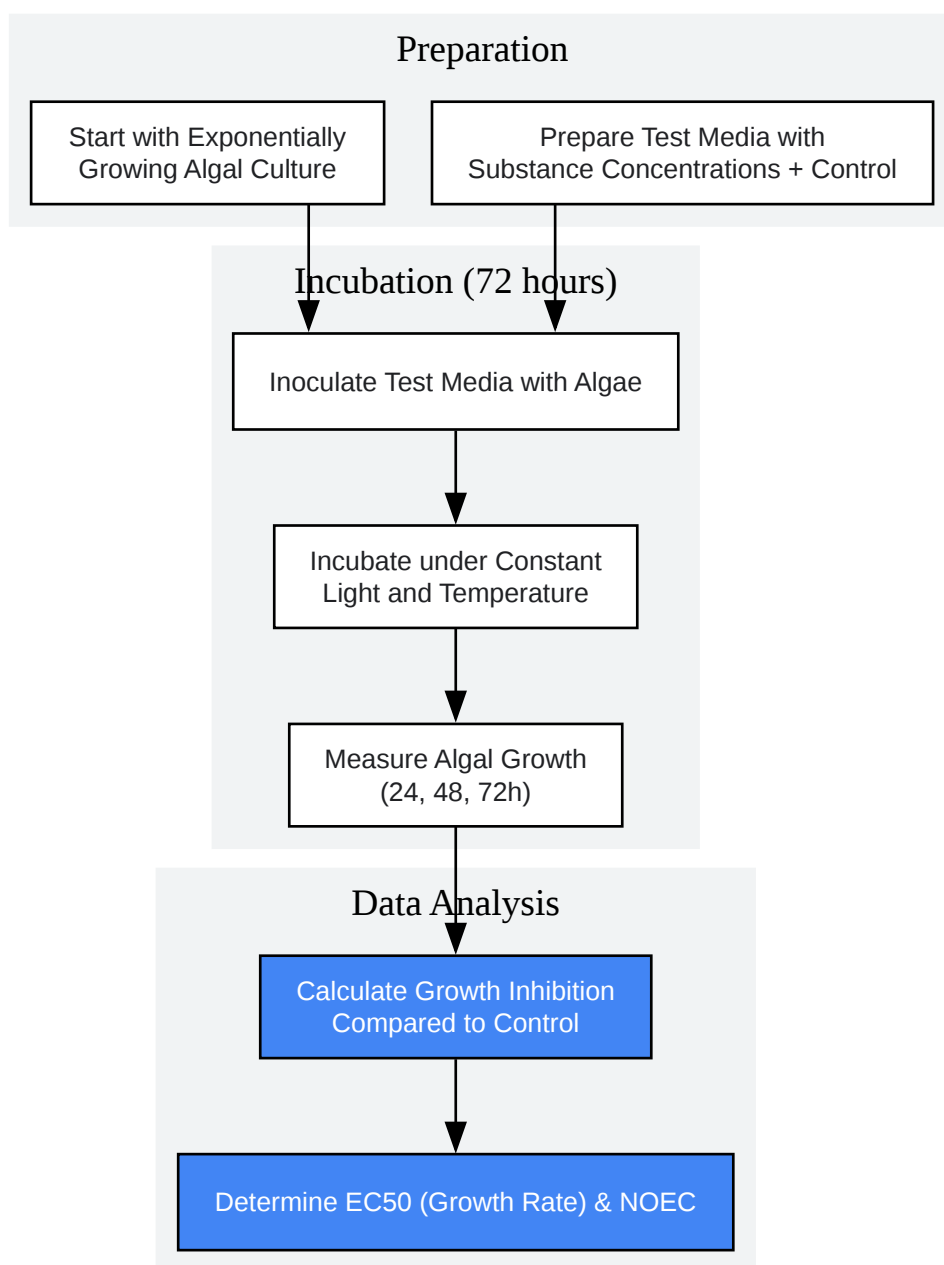 Preparation
Start with Exponentially
Growing Algal Culture
Prepare Test Media with
Substance Concentrations + Control
Incubation (72 hours)
Inoculate Test Media with Algae
Incubate under Constant
Light and Temperature
Measure Algal Growth
(24, 48, 72h)
Data Analysis
Calculate Growth Inhibition
Compared to Control
Determine EC50 (Growth Rate) & NOEC